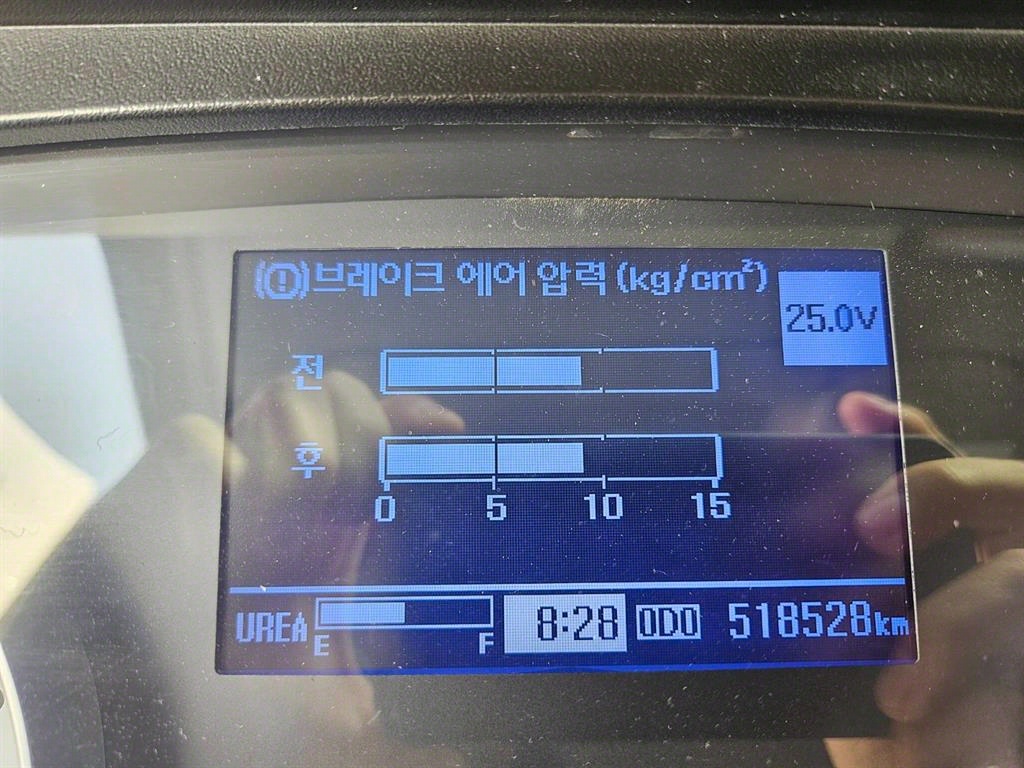 (!)브레이크 에어 압력 (kg/cm²)
25.0V
전
후
0 5 10 15
UREA E F 8:28 ODO 518528km